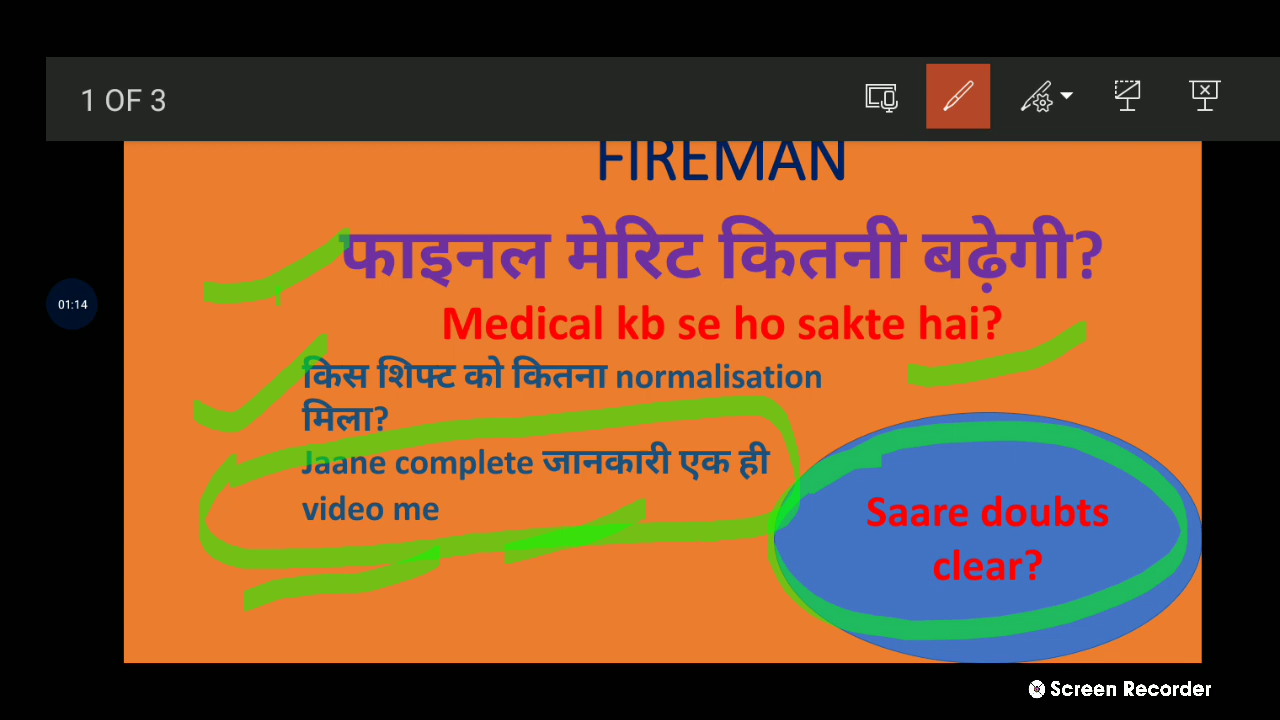 1 OF 3
FIREMAN
फाइनल मेरिट कितनी बढ़ेगी?
01:14
Medical kb se ho sakte hai?
किस शिफ्ट को कितना normalisation
मिला?
Jaane complete जानकारी एक ही
video me
Saare doubts
clear?
Screen Recorder